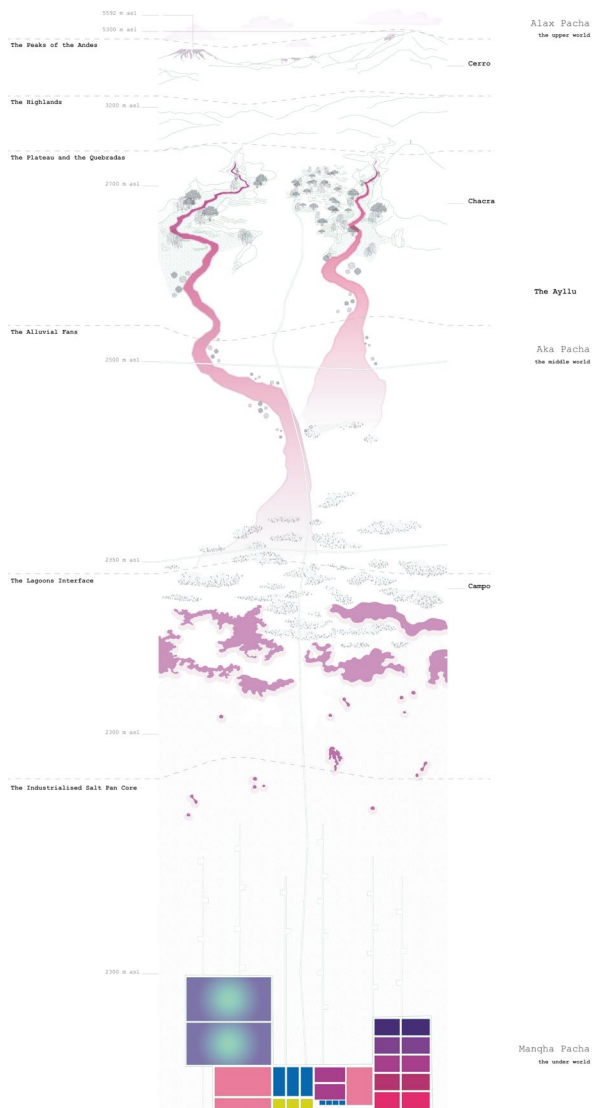 5592 m asl
Alax Pacha
5300 m asl
the upper world
The Peaks of the Andes
Cerro
The Highlands
3200 m asl
The Plateau and the Quebradas
2700 m asl
Chacra
The Ayllu
The Alluvial Fans
Aka Pacha
2500 m asl
the middle world
2350 m asl
The Lagoons Interface
Campo
2300 m asl
The Industrialised Salt Pan Core
2300 m asl
Manqha Pacha
the under world